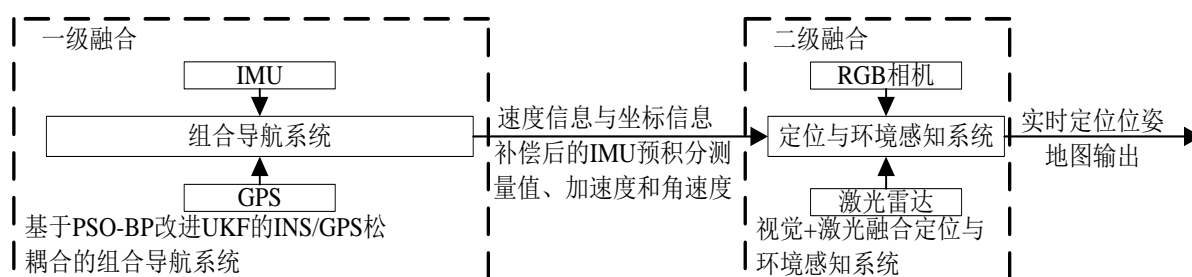 一级融合
IMU
组合导航系统
GPS
基于PSO-BP改进UKF的INS/GPS松
耦合的组合导航系统
速度信息与坐标信息
补偿后的IMU预积分测
量值、加速度和角速度
二级融合
RGB相机
定位与环境感知系统
激光雷达
视觉+激光融合定位与
环境感知系统
实时定位位姿
地图输出